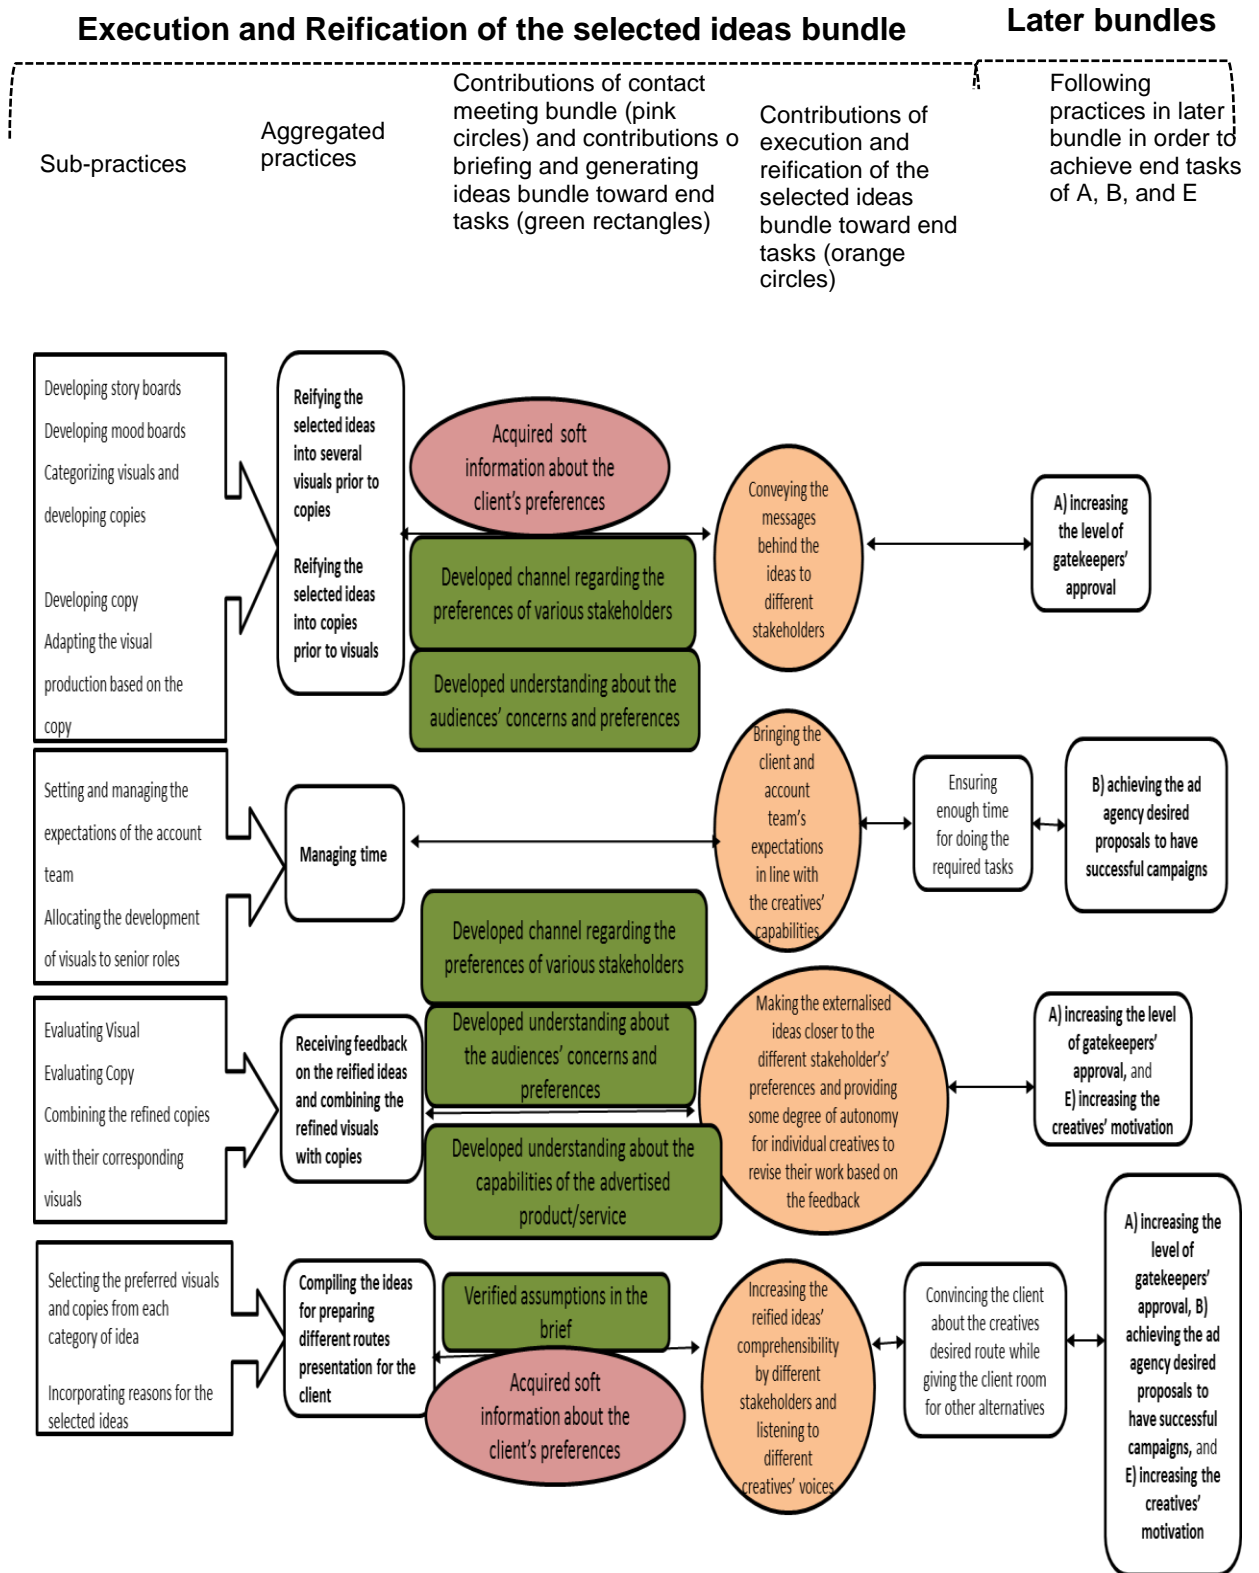 Execution and Reification of the selected ideas bundle
Later bundles
Sub-practices
Aggregated
practices
Contributions of contact
meeting bundle (pink
circles) and contributions o
briefing and generating
ideas bundle toward end
tasks (green rectangles)
Contributions of
execution and
reification of the
selected ideas
bundle toward end
tasks (orange
circles)
Following
practices in later
bundle in order to
achieve end tasks
of A, B, and E
Developing story boards
Developing mood boards
Categorizing visuals and
developing copies
Developing copy
Adapting the visual
production based on the
copy
Reifying the
selected ideas
into several
visuals prior to
copies
Reifying the
selected ideas
into copies
prior to visuals
Acquired soft
information about the
client's preferences
Developed channel regarding the
preferences of various stakeholders
Developed understanding about the
audiences' concerns and preferences
Conveying the
messages
behind the
ideas to
different
stakeholders
A) increasing
the level of
gatekeepers'
approval
Setting and managing the
expectations of the account
team
Allocating the development
of visuals to senior roles
Managing time
Bringing the
client and
account
team's
expectations
in line with
the creatives'
capabilities
Ensuring
enough time
for doing the
required tasks
B) achieving the ad
agency desired
proposals to have
successful campaigns
Evaluating Visual
Evaluating Copy
Combining the refined copies
with their corresponding
visuals
Receiving feedback
on the reified ideas
and combining the
refined visuals
with copies
Developed channel regarding the
preferences of various stakeholders
Developed understanding about
the audiences' concerns and
preferences
Developed understanding about the
capabilities of the advertised
product/service
Making the externalised
ideas closer to the
different stakeholder's'
preferences and providing
some degree of autonomy
for individual creatives to
revise their work based on
the feedback
A) increasing the level
of gatekeepers'
approval, and
E) increasing the
creatives' motivation
Selecting the preferred visuals
and copies from each
category of idea
Incorporating reasons for the
selected ideas
Compiling the ideas
for preparing
different routes
presentation for the
client
Verified assumptions in the
brief
Acquired soft
information about the
client's preferences
Increasing the
reified ideas'
comprehensibility
by different
stakeholders and
listening to
different
creatives' voices
Convincing the client
about the creatives
desired route while
giving the client room
for other alternatives
A) increasing the
level of
gatekeepers'
approval, B)
achieving the ad
agency desired
proposals to
have successful
campaigns, and
E) increasing the
creatives'
motivation